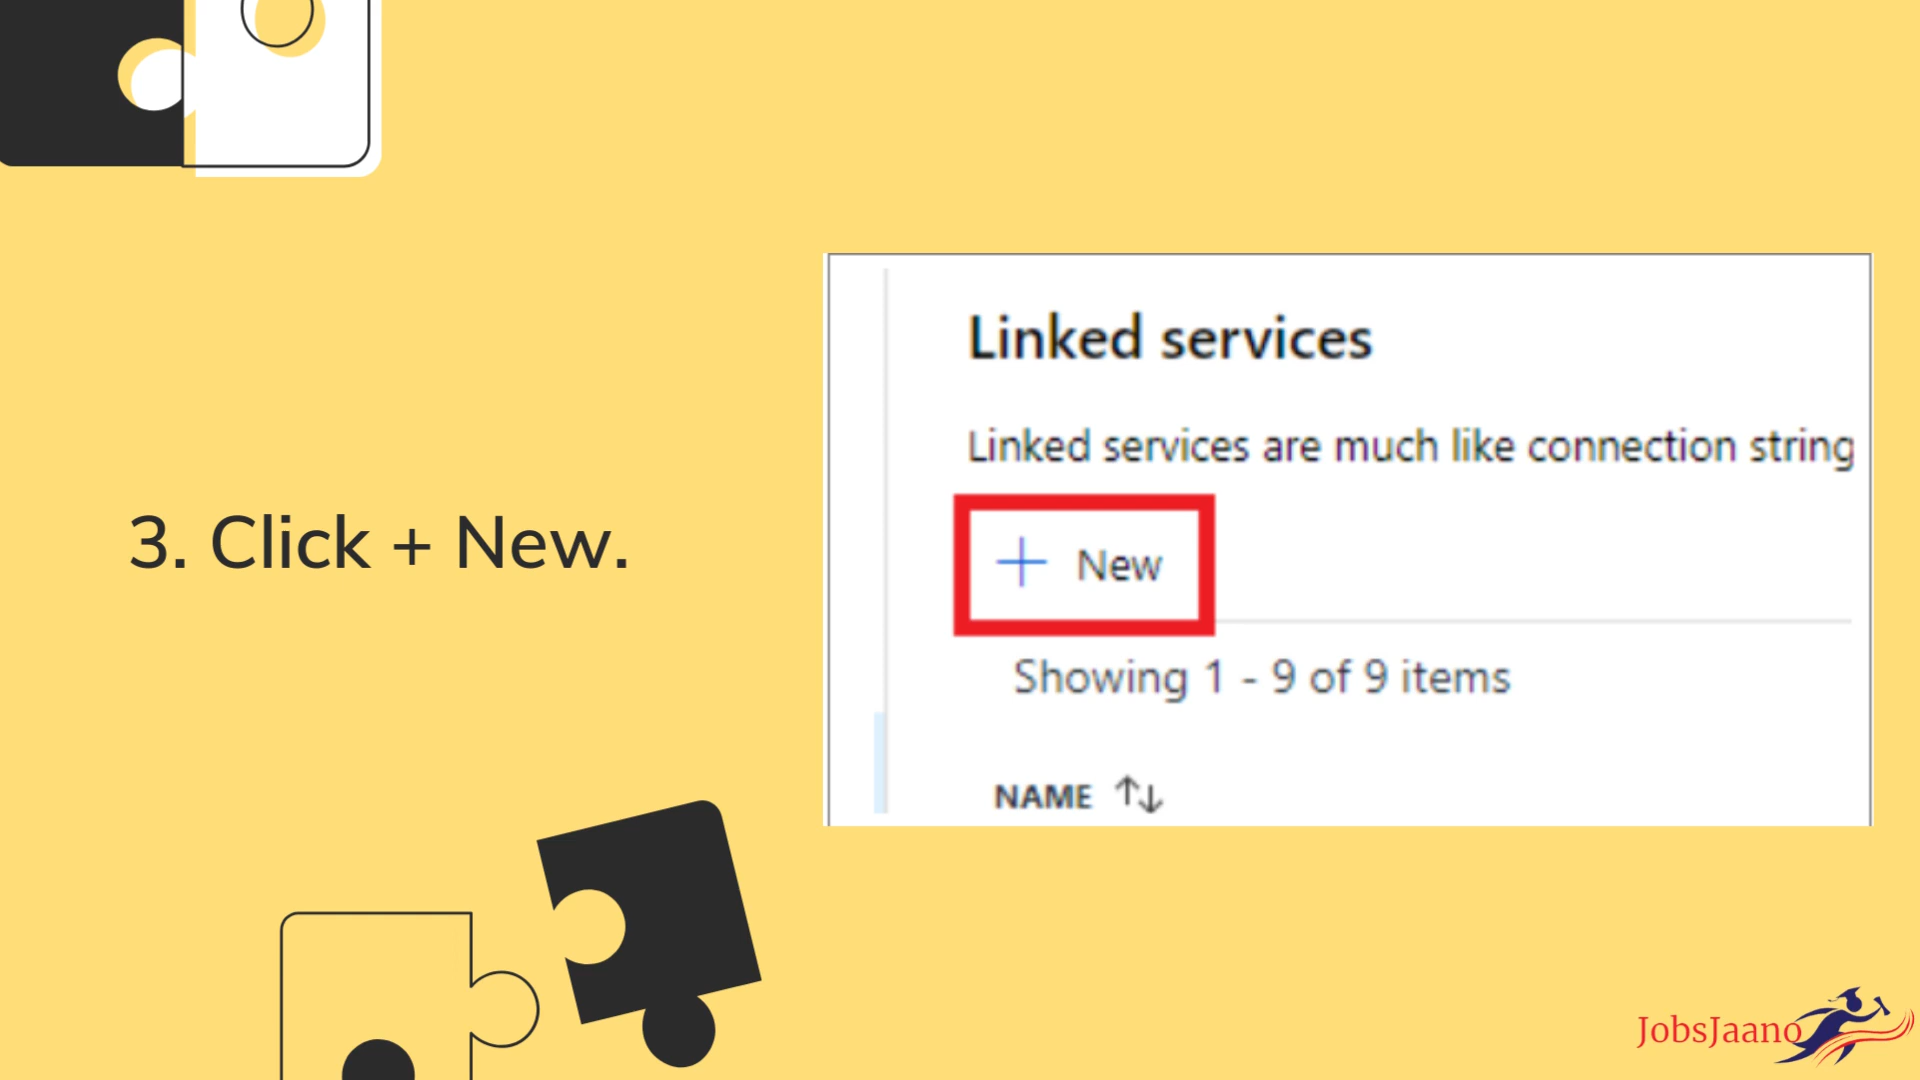 3. Click + New.
Linked services
Linked services are much like connection string
+ New
Showing 1 - 9 of 9 items
NAME ↑↓
JobsJaano